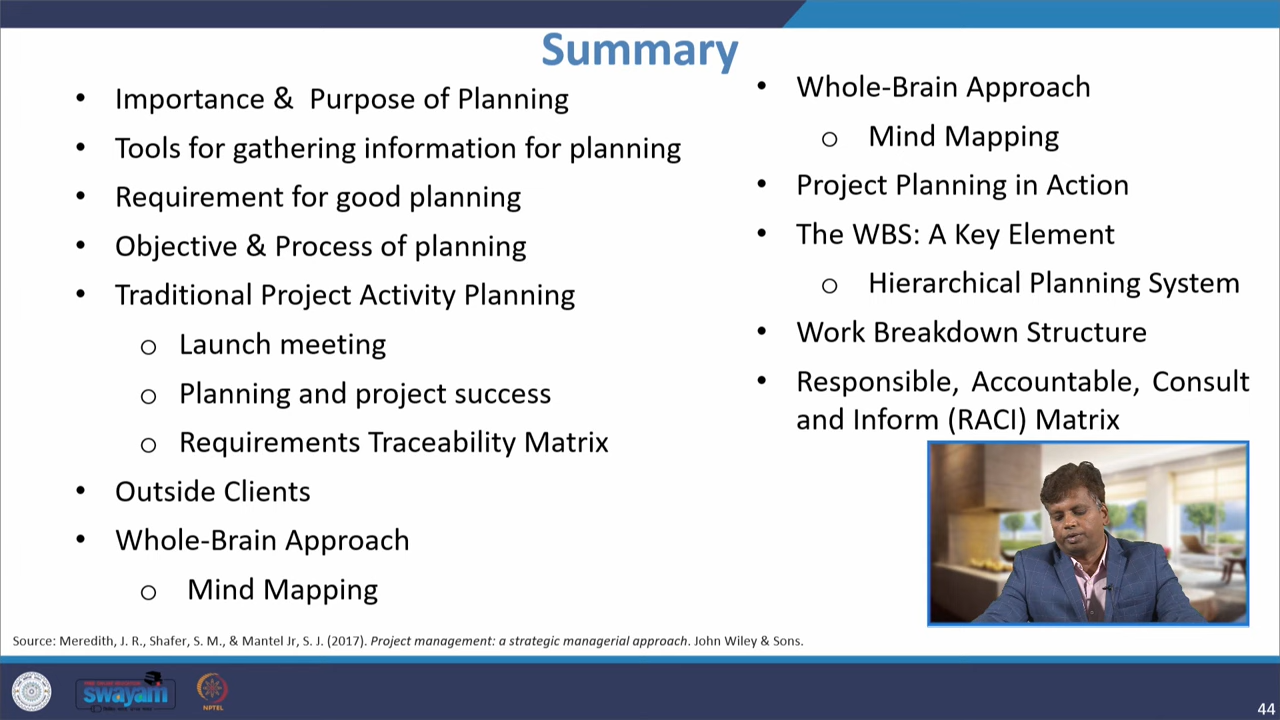 Summary
• Importance & Purpose of Planning
• Tools for gathering information for planning
• Requirement for good planning
• Objective & Process of planning
• Traditional Project Activity Planning
o Launch meeting
o Planning and project success
o Requirements Traceability Matrix
• Outside Clients
• Whole-Brain Approach
o Mind Mapping
• Whole-Brain Approach
o Mind Mapping
• Project Planning in Action
• The WBS: A Key Element
o Hierarchical Planning System
• Work Breakdown Structure
• Responsible, Accountable, Consult
and Inform (RACI) Matrix
Source: Meredith, J. R., Shafer, S. M., & Mantel Jr, S. J. (2017). Project management: a strategic managerial approach. John Wiley & Sons.
swayam
NPTEL
44